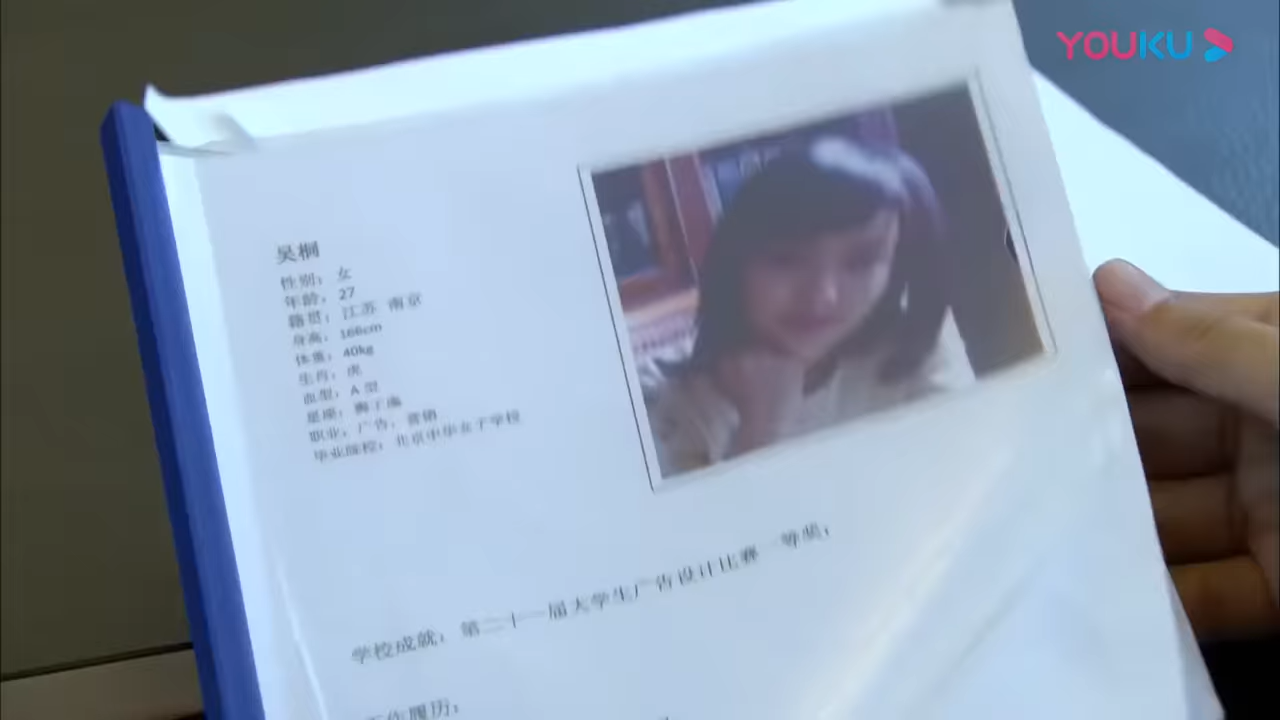 YOUKU
吴桐
性别：女
年龄：27
籍贯：江苏 南京
身高：166cm
体重：40kg
生肖：虎
血型：A 型
星座：狮子座
职业：广告，营销
毕业院校：北京中华女子学校
学校成就：第二十一届大学生广告设计比赛一等奖；
工作履历：